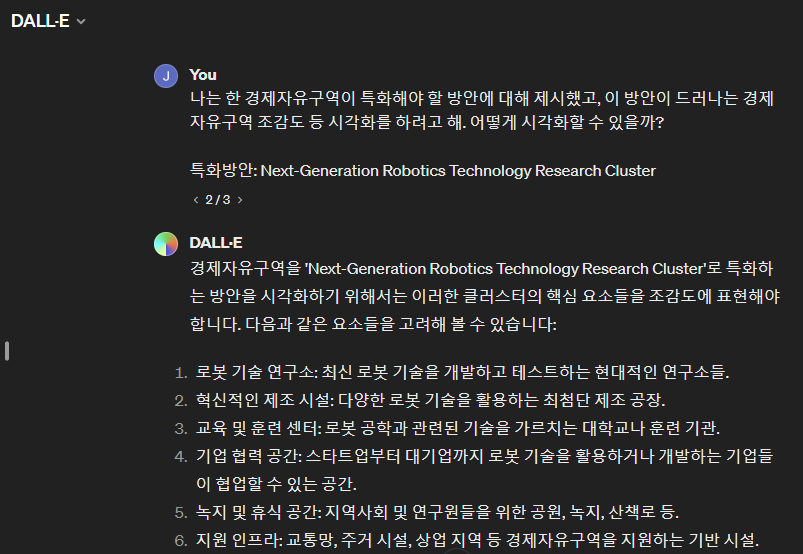 DALL·E
J
You
나는 한 경제자유구역이 특화해야 할 방안에 대해 제시했고, 이 방안이 드러나는 경제
자유구역 조감도 등 시각화를 하려고 해. 어떻게 시각화할 수 있을까?
특화방안: Next-Generation Robotics Technology Research Cluster
2 / 3
DALL·E
경제자유구역을 'Next-Generation Robotics Technology Research Cluster'로 특화하
는 방안을 시각화하기 위해서는 이러한 클러스터의 핵심 요소들을 조감도에 표현해야
합니다. 다음과 같은 요소들을 고려해 볼 수 있습니다:
1. 로봇 기술 연구소: 최신 로봇 기술을 개발하고 테스트하는 현대적인 연구소들.
2. 혁신적인 제조 시설: 다양한 로봇 기술을 활용하는 최첨단 제조 공장.
3. 교육 및 훈련 센터: 로봇 공학과 관련된 기술을 가르치는 대학교나 훈련 기관.
4. 기업 협력 공간: 스타트업부터 대기업까지 로봇 기술을 활용하거나 개발하는 기업들
이 협업할 수 있는 공간.
5. 녹지 및 휴식 공간: 지역사회 및 연구원들을 위한 공원, 녹지, 산책로 등.
6. 지원 인프라: 교통망, 주거 시설, 상업 지역 등 경제자유구역을 지원하는 기반 시설.